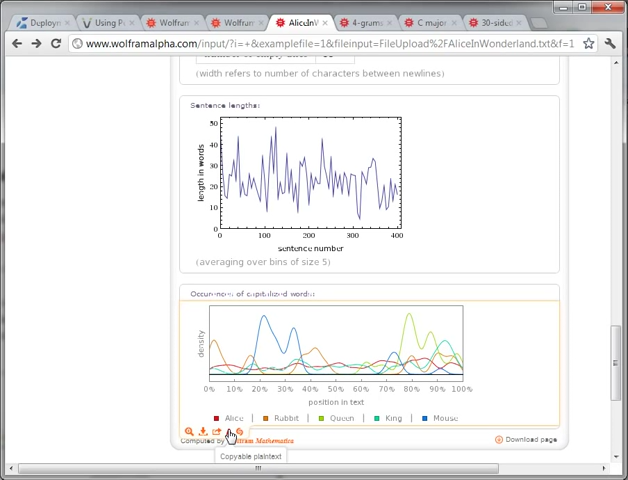 Deployn
Using P
Wolfram
Wolfram
AliceInW
4-grams
C major
30-sided
www.wolframalpha.com/input/?i=+&examplefile=1&fileinput=FileUpload%2FAliceInWonderland.txt&f=1
(width refers to number of characters between newlines)
Sentence lengths:
length in words
50
40
30
20
10
0
0 100 200 300 400
sentence number
(averaging over bins of size 5)
Occurrences of capitalized words:
density
0% 10% 20% 30% 40% 50% 60% 70% 80% 90% 100%
position in text
Alice | Rabbit | Queen | King | Mouse
Computed by Wolfram Mathematica
Download page
Copyable plaintext